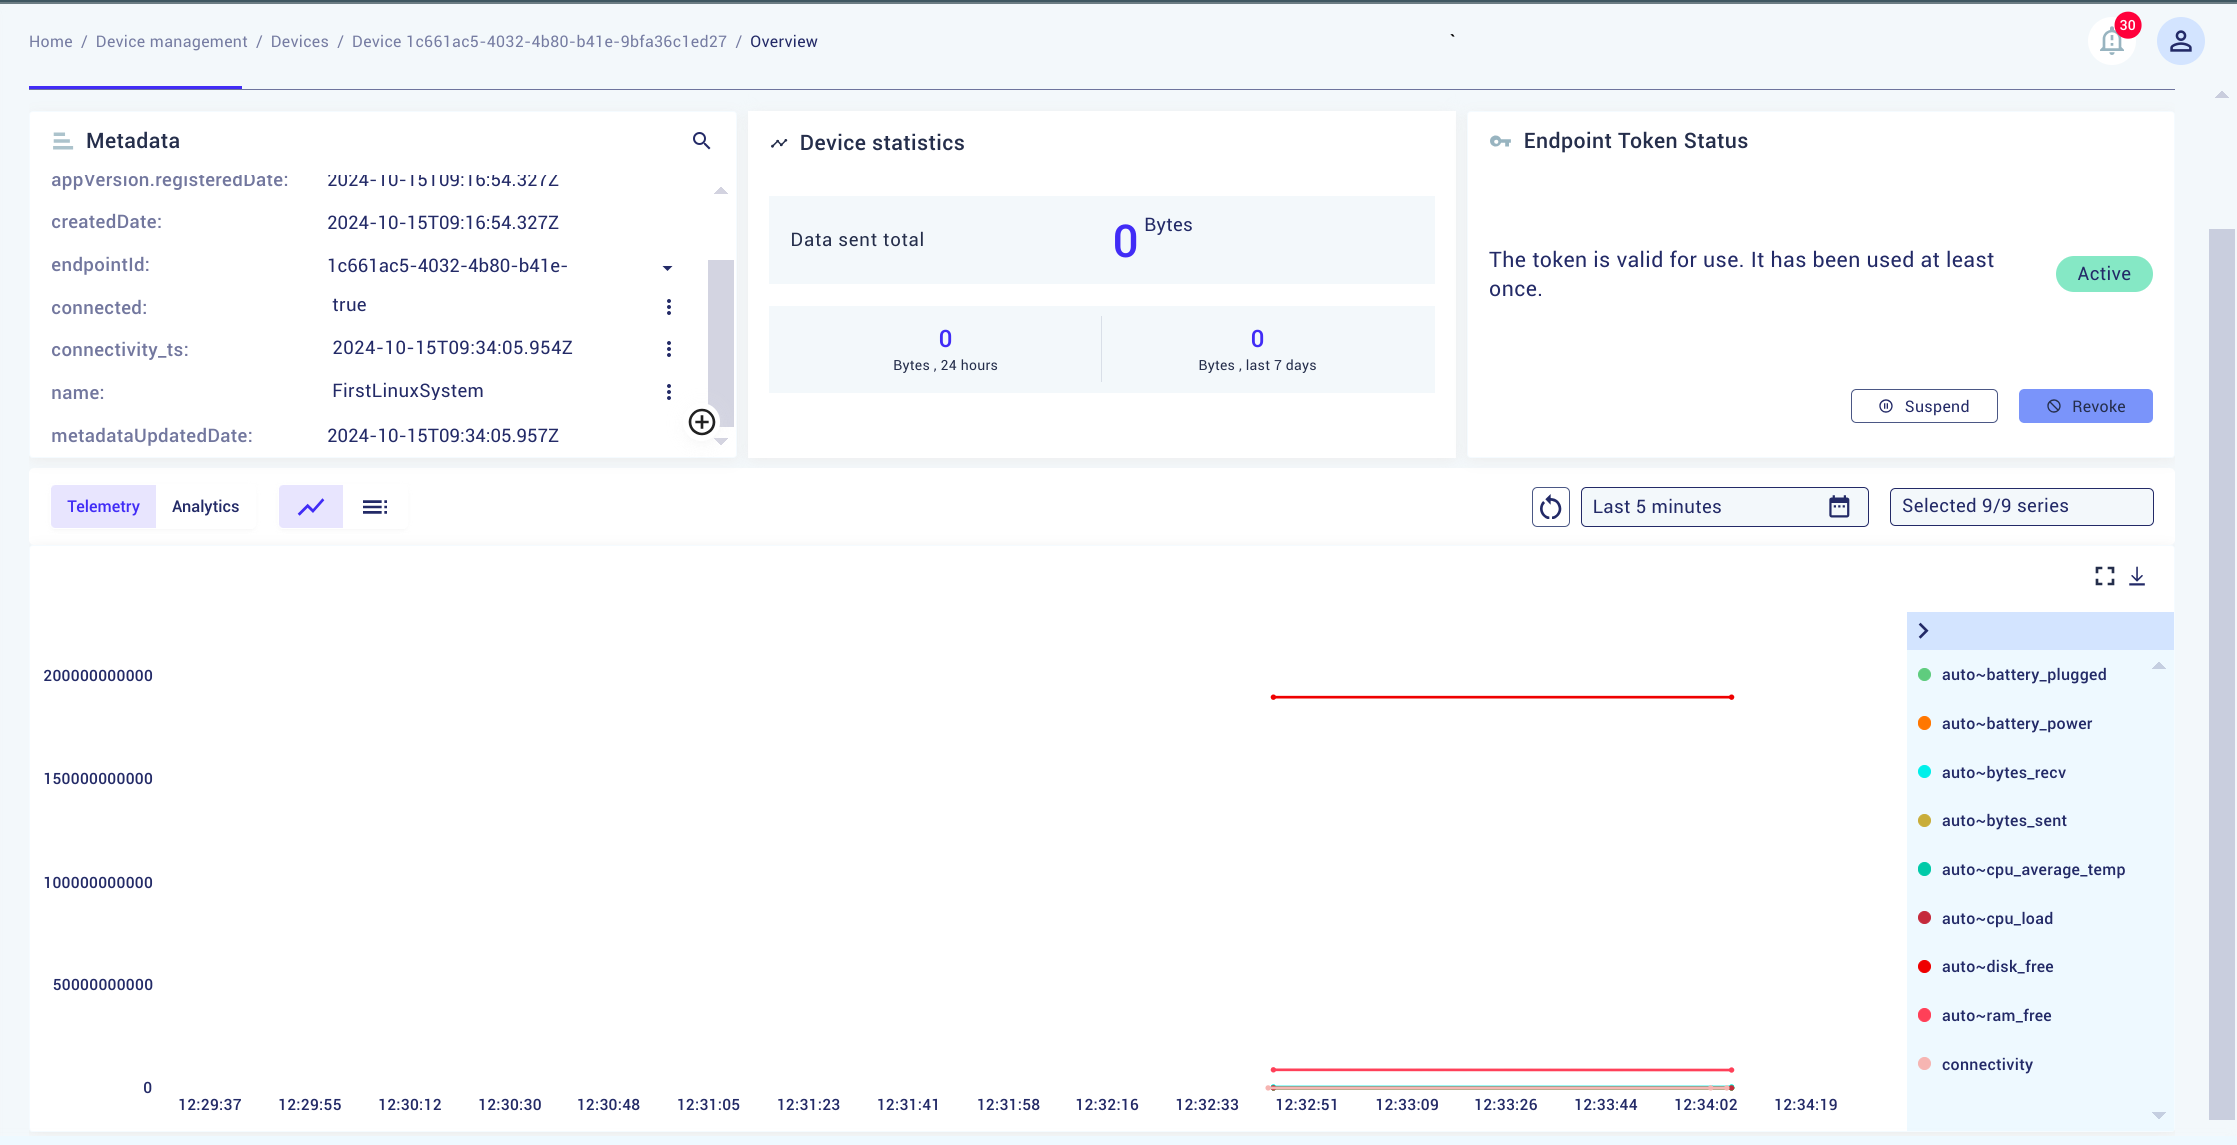 Home / Device management / Devices / Device 1c661ac5-4032-4b80-b41e-9bfa36c1ed27 / Overview
30
Metadata
appVersion.registeredDate: 2024-10-15T09:16:54.327Z
createdDate: 2024-10-15T09:16:54.327Z
endpointId: 1c661ac5-4032-4b80-b41e-
connected: true
connectivity_ts: 2024-10-15T09:34:05.954Z
name: FirstLinuxSystem
metadataUpdatedDate: 2024-10-15T09:34:05.957Z
Device statistics
Data sent total 0 Bytes
0
Bytes , 24 hours
0
Bytes , last 7 days
Endpoint Token Status
The token is valid for use. It has been used at least
once.
Active
Suspend
Revoke
Telemetry Analytics
Last 5 minutes
Selected 9/9 series
200000000000
150000000000
100000000000
50000000000
0
12:29:37 12:29:55 12:30:12 12:30:30 12:30:48 12:31:05 12:31:23 12:31:41 12:31:58 12:32:16 12:32:33 12:32:51 12:33:09 12:33:26 12:33:44 12:34:02 12:34:19
auto~battery_plugged
auto~battery_power
auto~bytes_recv
auto~bytes_sent
auto~cpu_average_temp
auto~cpu_load
auto~disk_free
auto~ram_free
connectivity